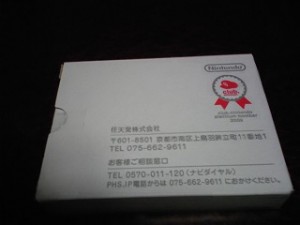 Nintendo
club
任天堂株式会社
〒601-8501 京都市南区上鳥羽鉾立町11番地1
TEL 075-662-9611
お客様ご相談窓口
TEL 0570-011-120 (ナビダイヤル)
PHS、IP電話からは 075-662-9611 におかけください。